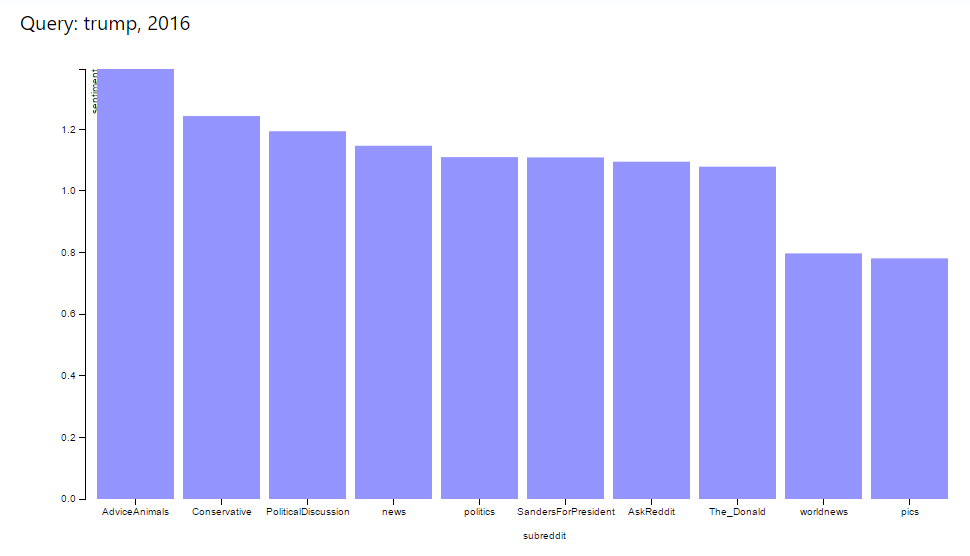 Query: trump, 2016
sentiment
1.2
1.0
0.8
0.6
0.4
0.2
0.0
AdviceAnimals Conservative PoliticalDiscussion news politics SandersForPresident AskReddit The_Donald worldnews pics
subreddit